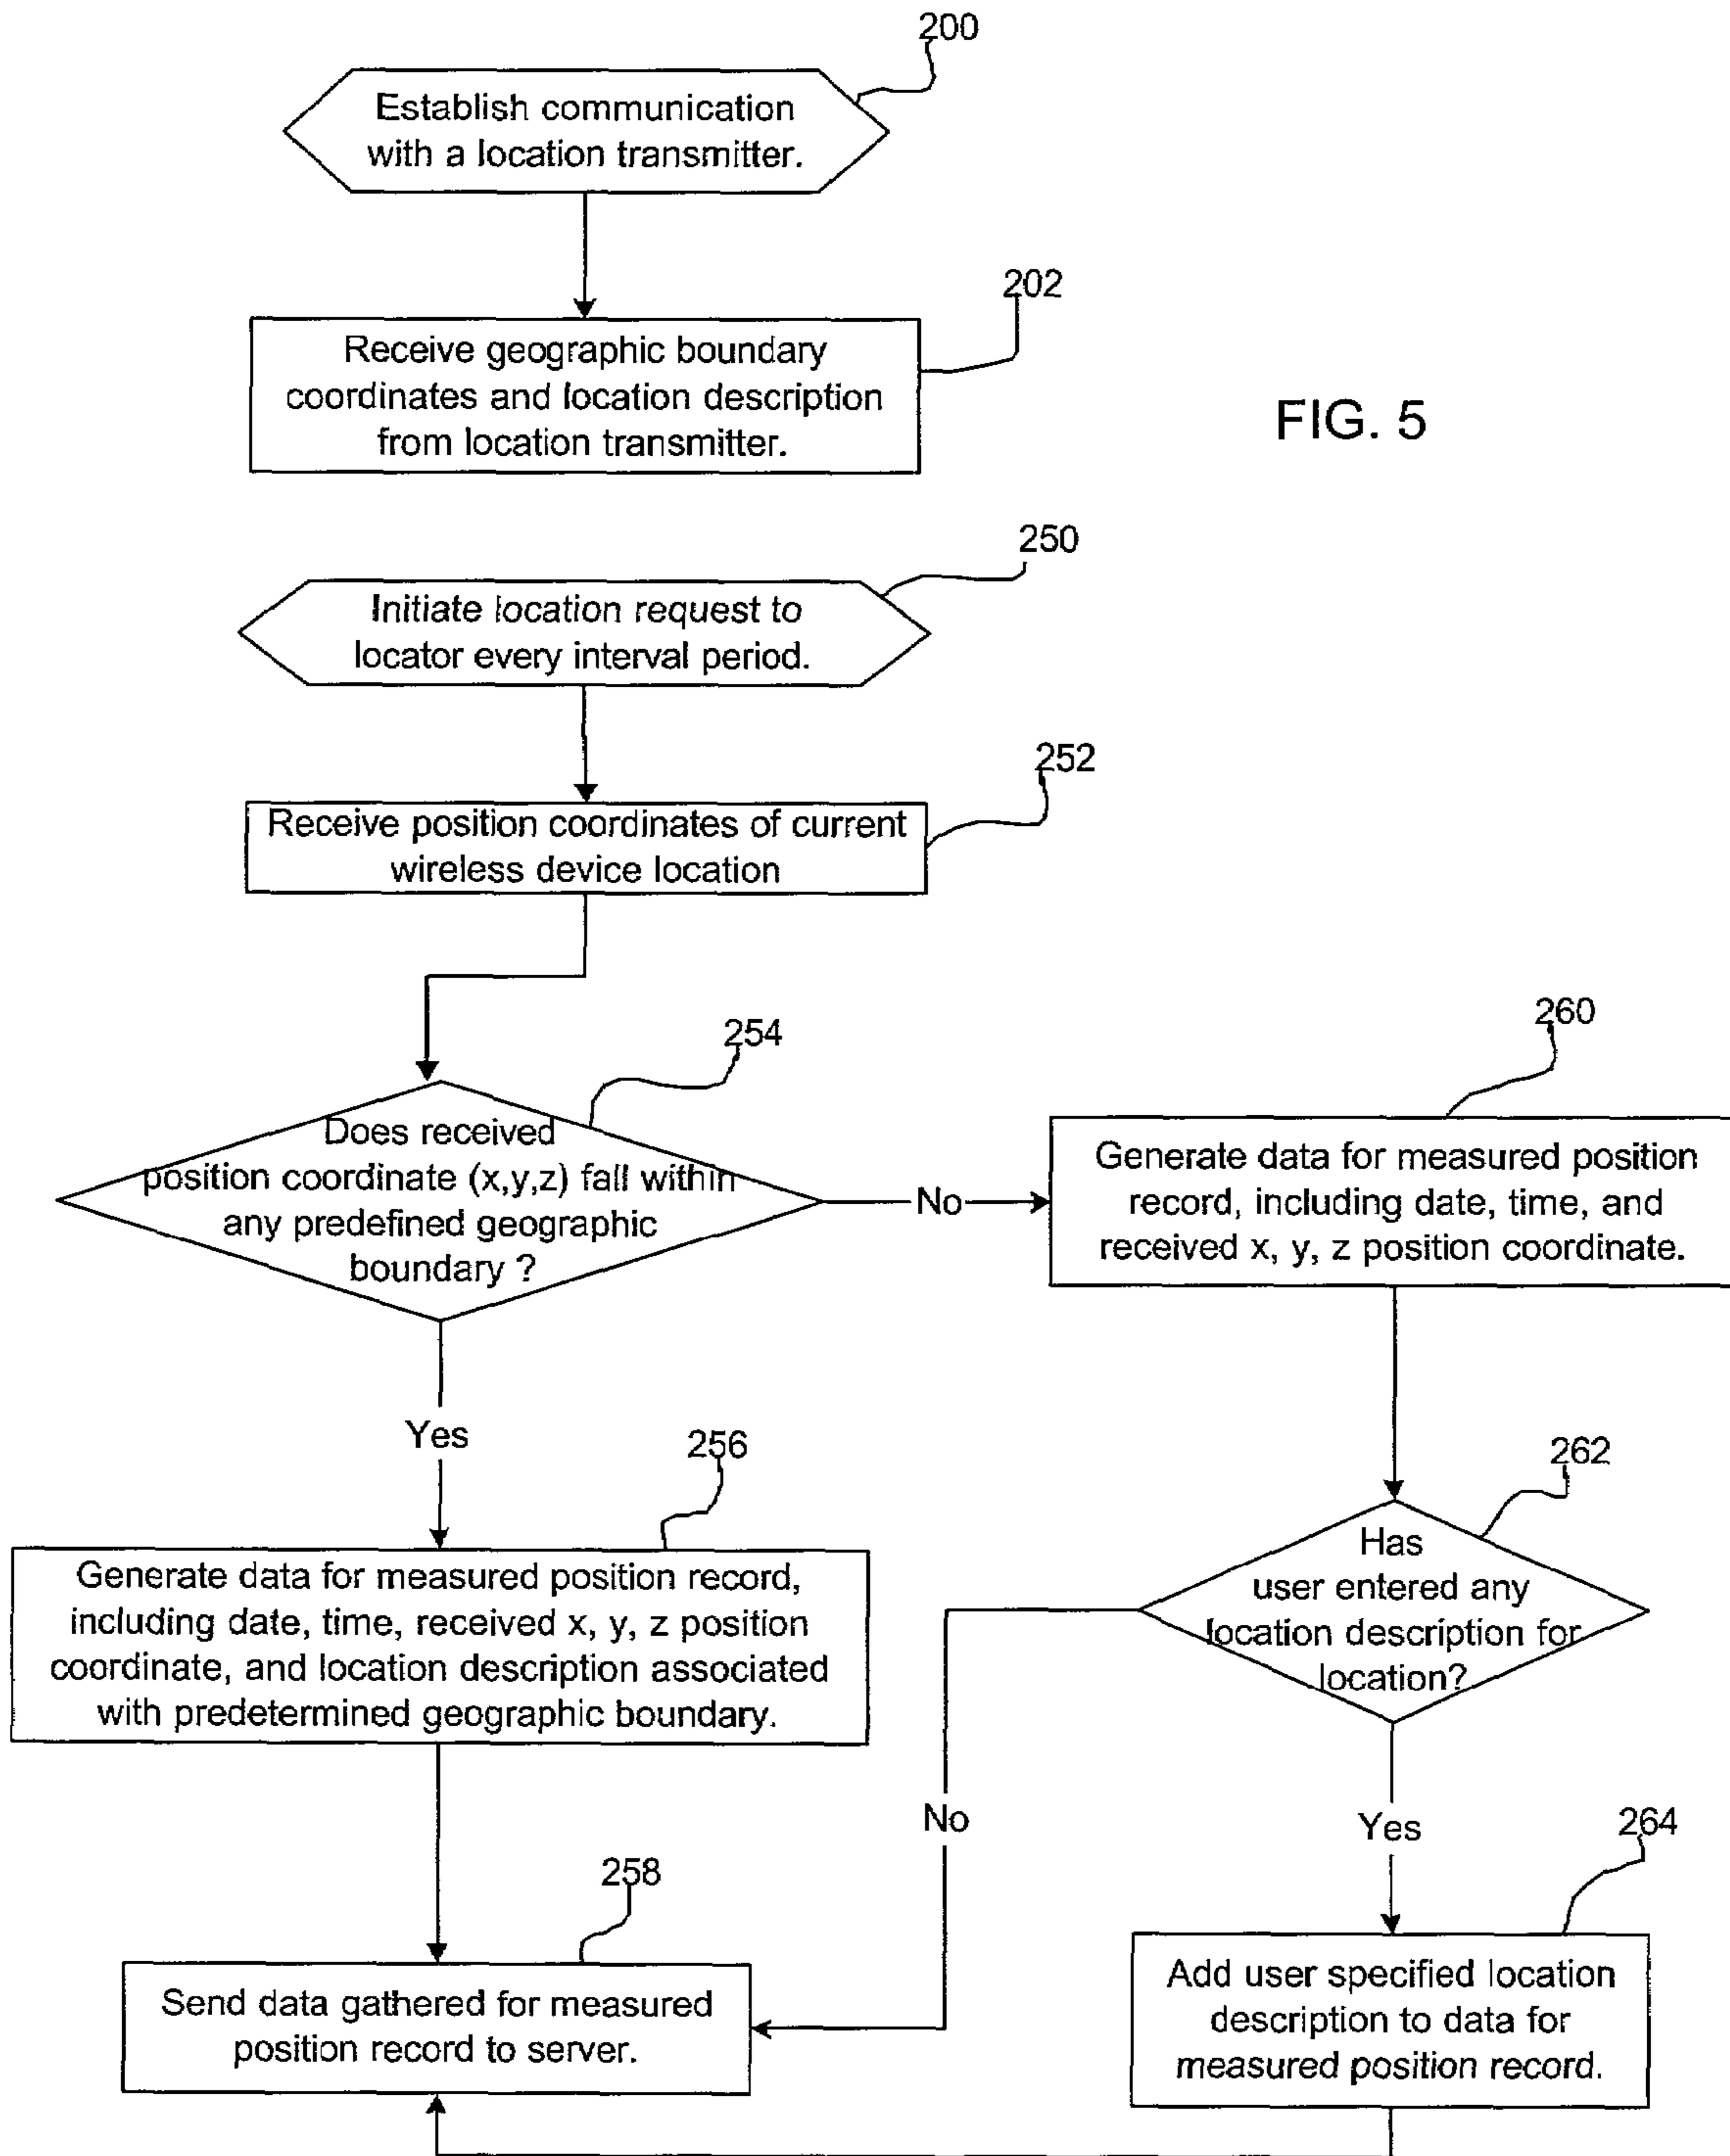 200
Establish communication
with a location transmitter.
202
Receive geographic boundary
coordinates and location description
from location transmitter.
FIG. 5
250
Initiate location request to
locator every interval period.
252
Receive position coordinates of current
wireless device location
254
Does received
position coordinate (x,y,z) fall within
any predefined geographic
boundary ?
No
260
Generate data for measured position
record, including date, time, and
received x, y, z position coordinate.
Yes
256
Generate data for measured position record,
including date, time, received x, y, z position
coordinate, and location description associated
with predetermined geographic boundary.
262
Has
user entered any
location description for
location?
No
Yes
258
Send data gathered for measured
position record to server.
264
Add user specified location
description to data for
measured position record.